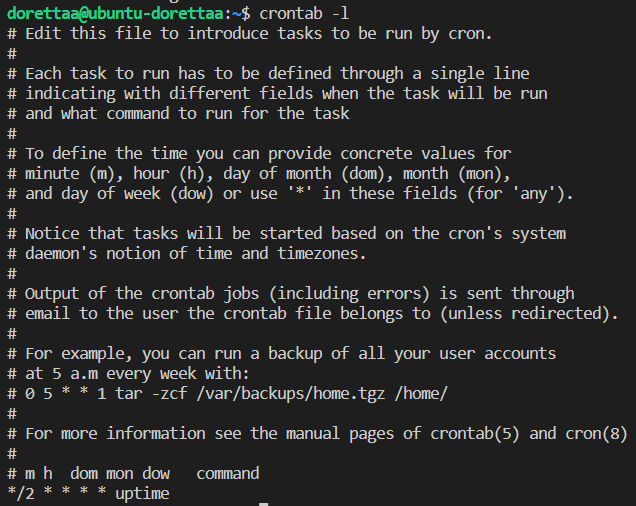 dorettaa@ubuntu-dorettaa:~$ crontab -l
# Edit this file to introduce tasks to be run by cron.
#
# Each task to run has to be defined through a single line
# indicating with different fields when the task will be run
# and what command to run for the task
#
# To define the time you can provide concrete values for
# minute (m), hour (h), day of month (dom), month (mon),
# and day of week (dow) or use '*' in these fields (for 'any').
#
# Notice that tasks will be started based on the cron's system
# daemon's notion of time and timezones.
#
# Output of the crontab jobs (including errors) is sent through
# email to the user the crontab file belongs to (unless redirected).
#
# For example, you can run a backup of all your user accounts
# at 5 a.m every week with:
# 0 5 * * 1 tar -zcf /var/backups/home.tgz /home/
#
# For more information see the manual pages of crontab(5) and cron(8)
#
# m h  dom mon dow   command
*/2 * * * * uptime